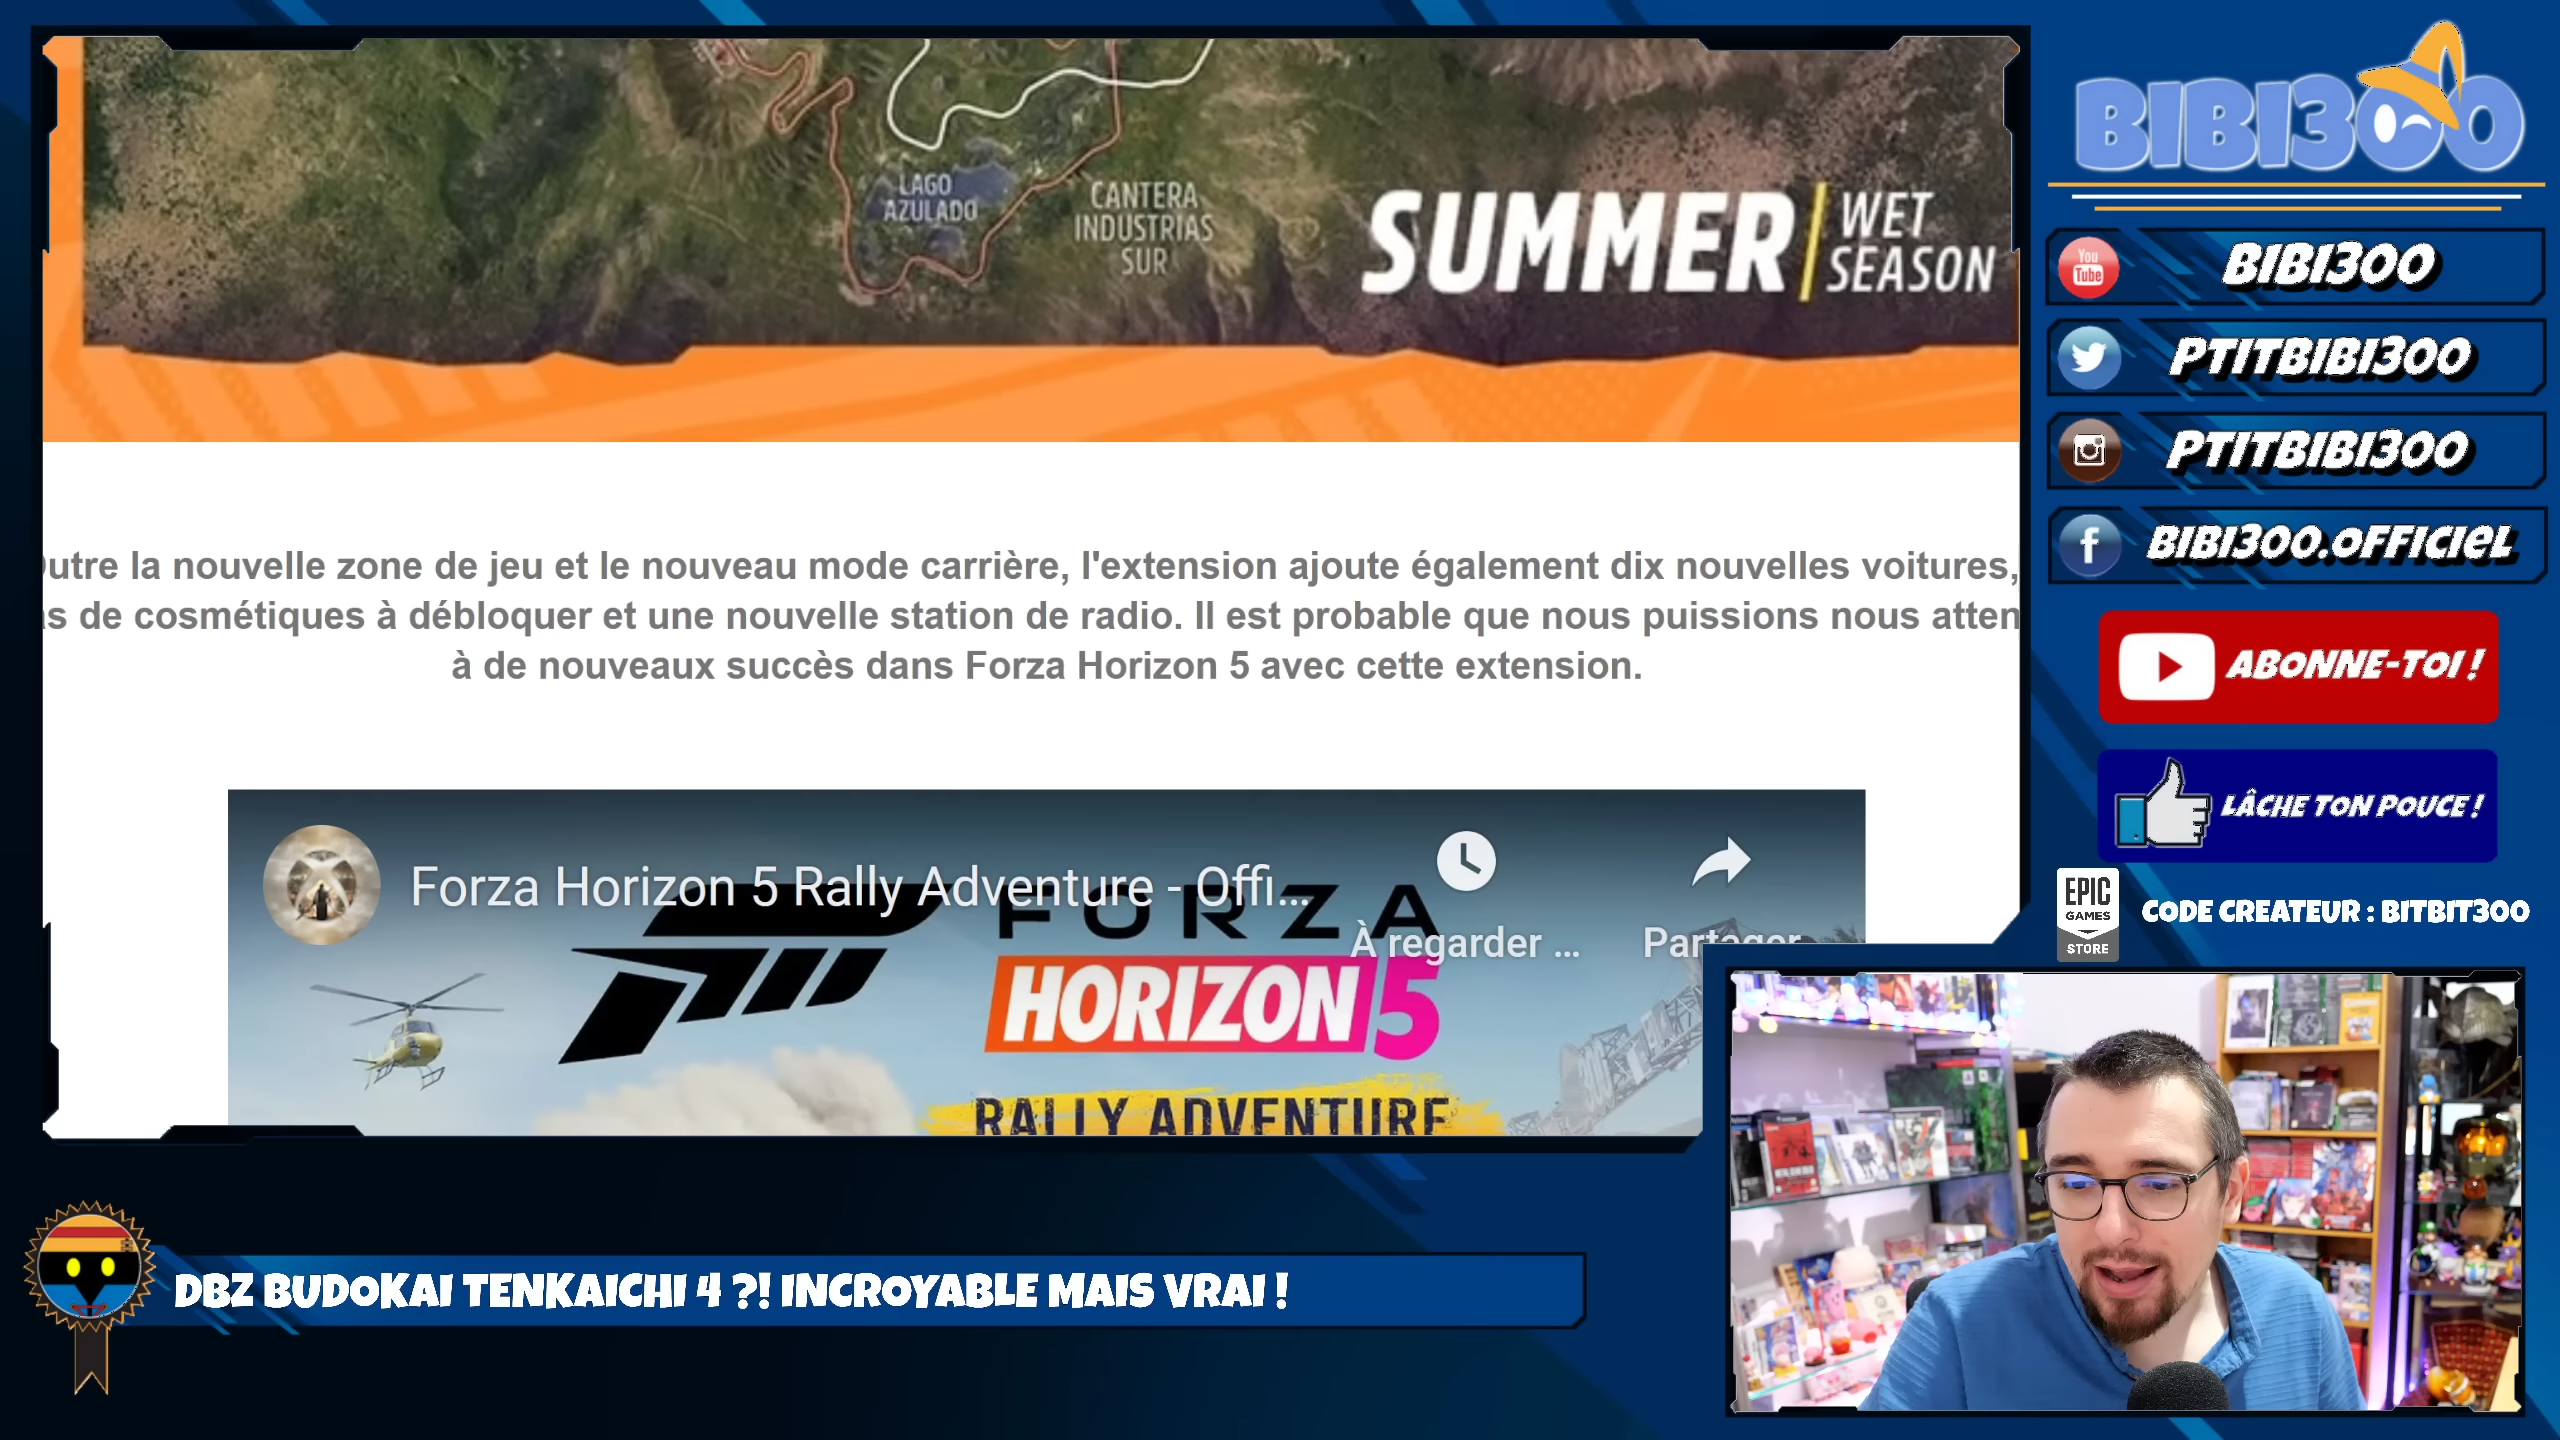 LAGO
AZULADO
CANTERA
INDUSTRIAS
SUR
SUMMER
WET
SEASON
utre la nouvelle zone de jeu et le nouveau mode carrière, l'extension ajoute également dix nouvelles voitures,
s de cosmétiques à débloquer et une nouvelle station de radio. Il est probable que nous puissions nous atten
à de nouveaux succès dans Forza Horizon 5 avec cette extension.
Forza Horizon 5 Rally Adventure - Offi...
À regarder ...
Partager
FORZA
HORIZON 5
RALLY ADVENTURE
DBZ BUDOKAI TENKAICHI 4 ?! INCROYABLE MAIS VRAI !
BIBI300
You
Tube
BIBI300
PTITBIBI300
PTITBIBI300
f
BIBI300.OFFICIEL
ABONNE-TOI !
LÂCHE TON POUCE !
EPIC
GAMES
STORE
CODE CREATEUR : BITBIT300